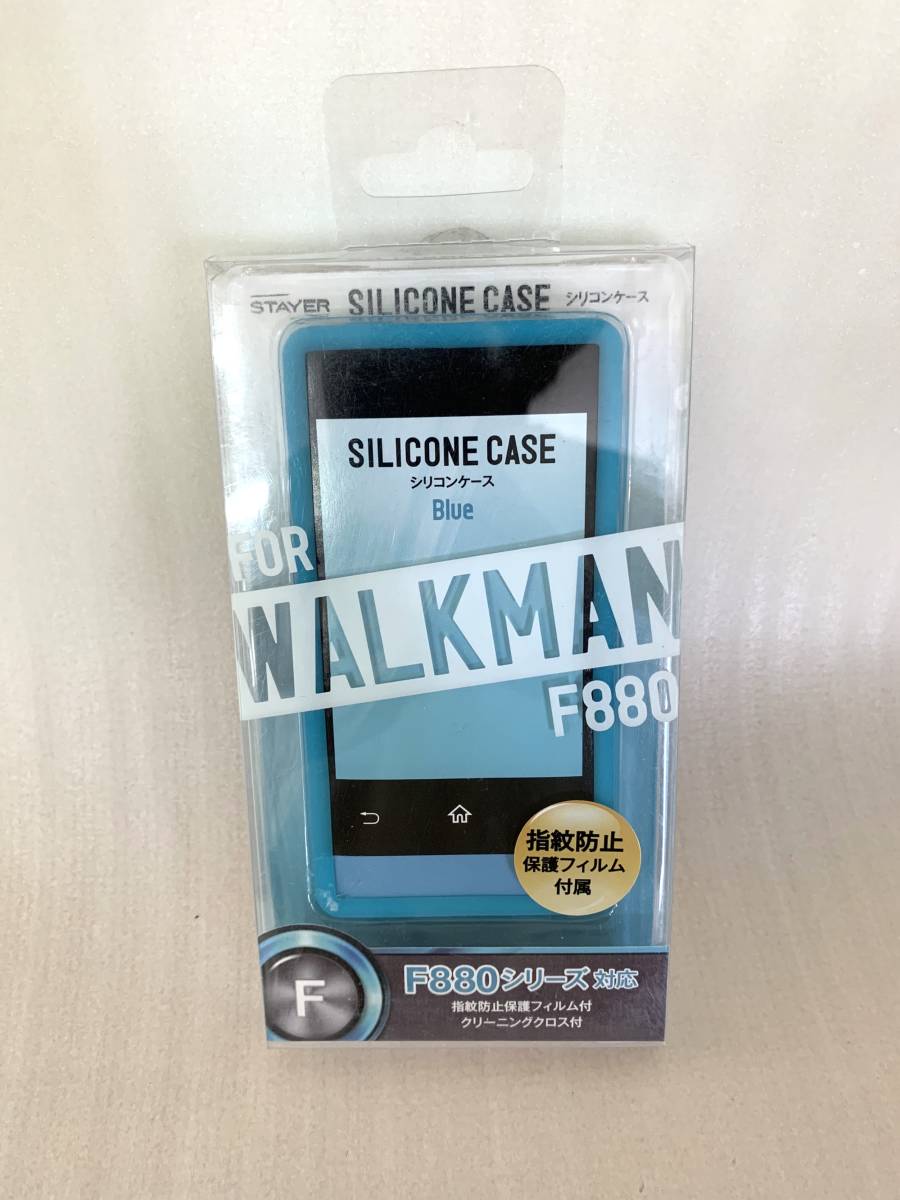 STAYER SILICONE CASE シリコンケース
SILICONE CASE
シリコンケース
Blue
FOR
WALKMAN
F880
指紋防止
保護フィルム
付属
F
F880シリーズ 対応
指紋防止保護フィルム付
クリーニングクロス付